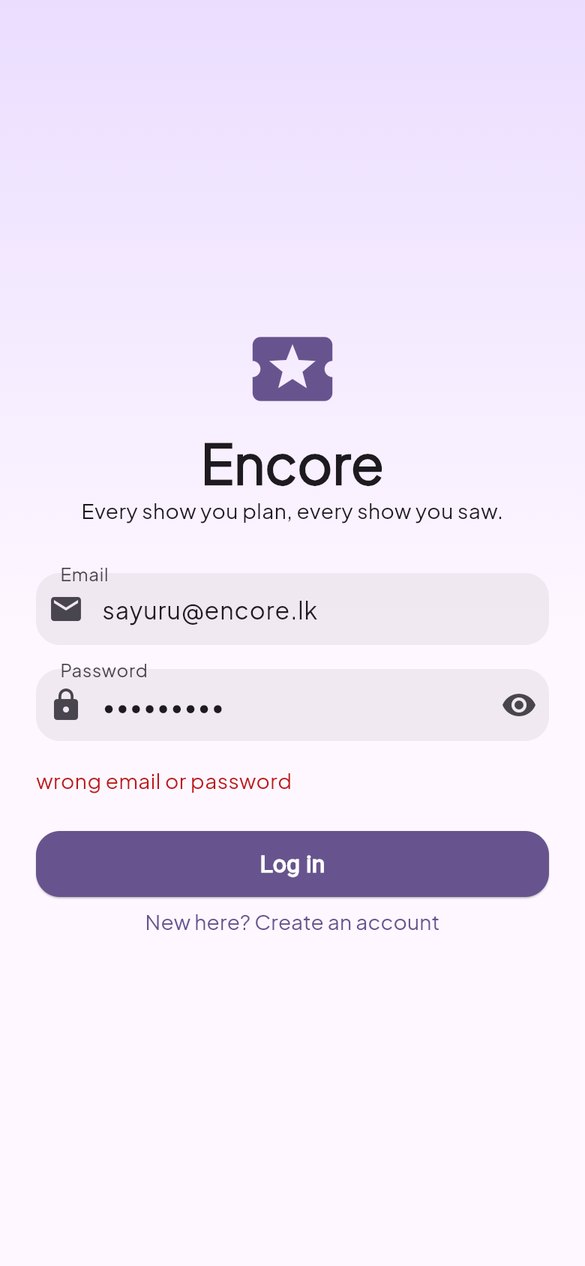 Encore
Every show you plan, every show you saw.
Email
sayuru@encore.lk
Password
•••••••••
wrong email or password
Log in
New here? Create an account